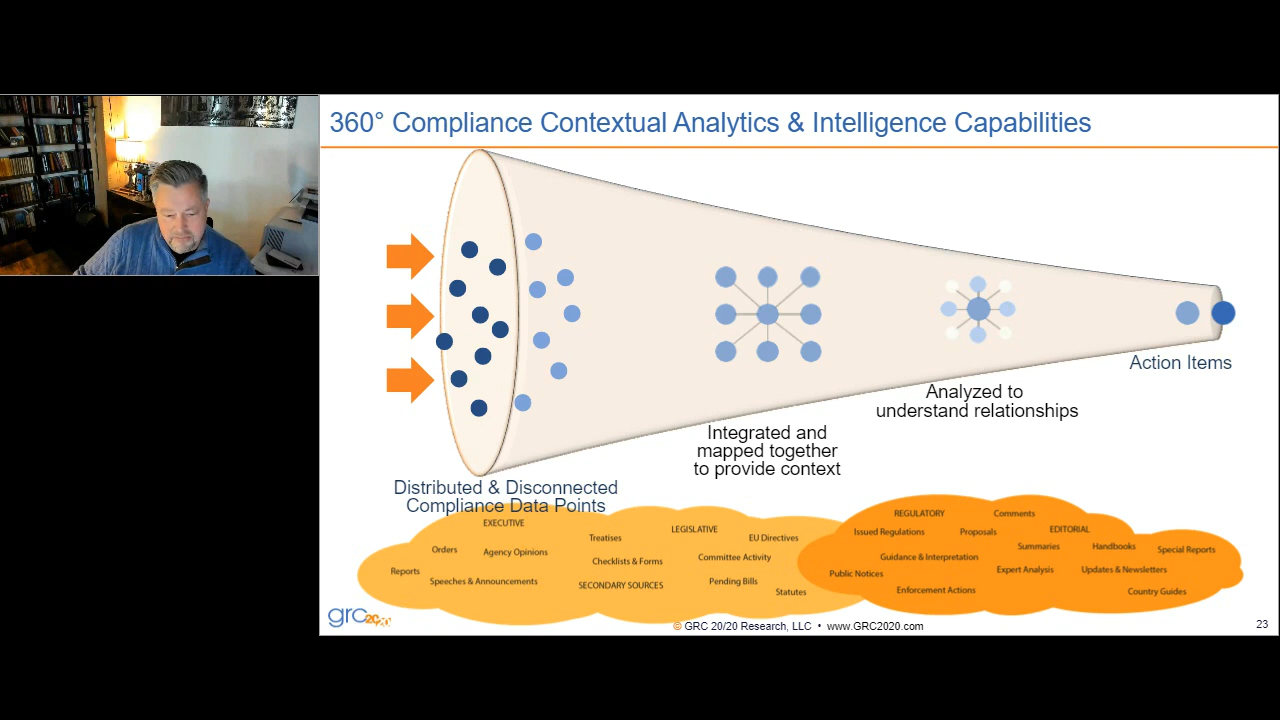 360° Compliance Contextual Analytics & Intelligence Capabilities
Action Items
Analyzed to
understand relationships
Integrated and
mapped together
to provide context
Distributed & Disconnected
Compliance Data Points
EXECUTIVE
Treatises
LEGISLATIVE
EU Directives
Orders
Agency Opinions
Checklists & Forms
Committee Activity
Reports
Speeches & Announcements
SECONDARY SOURCES
Pending Bills
Statutes
REGULATORY
Comments
Issued Regulations
Proposals
EDITORIAL
Summaries
Handbooks
Special Reports
Guidance & Interpretation
Public Notices
Expert Analysis
Updates & Newsletters
Enforcement Actions
Country Guides
grc2020
© GRC 20/20 Research, LLC • www.GRC2020.com
23